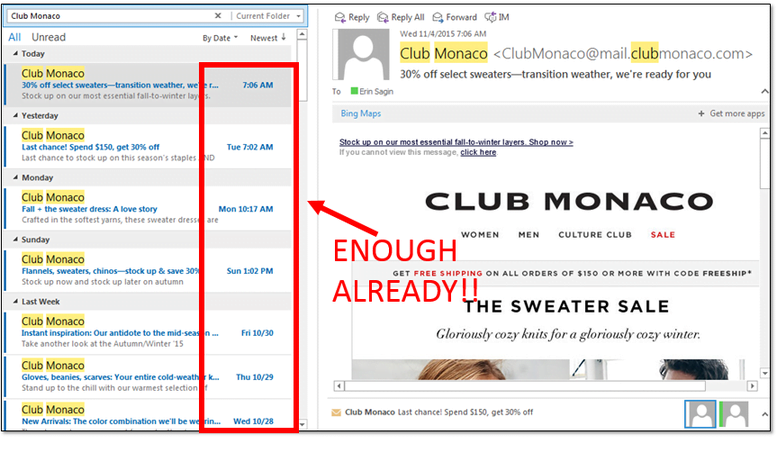 Club Monaco
Current Folder
All Unread
By Date Newest
Today
Club Monaco
30% off select sweaters—transition weather, we're r... 7:06 AM
Stock up on our most essential fall-to-winter layers.
Yesterday
Club Monaco
Last chance! Spend $150, get 30% off Tue 7:02 AM
Last chance to stock up on this season's staples AND
Monday
Club Monaco
Fall + the sweater dress: A love story Mon 10:17 AM
Crafted in the softest yarns, these sweater dresses are
Sunday
Club Monaco
Flannels, sweaters, chinos—stock up & save 30% Sun 1:02 PM
Stock up now and stock up later on autumn
Last Week
Club Monaco
Instant inspiration: Our antidote to the mid-season ... Fri 10/30
Take another look at the Autumn/Winter '15
Club Monaco
Gloves, beanies, scarves: Your entire cold-weather k... Thu 10/29
Stand up to the chill with our warmest selection of
Club Monaco
New Arrivals: The color combination we'll be wearin... Wed 10/28
Reply Reply All Forward IM
Wed 11/4/2015 7:06 AM
Club Monaco <ClubMonaco@mail.clubmonaco.com>
30% off select sweaters—transition weather, we're ready for you
To Erin Sagin
Bing Maps + Get more apps
Stock up on our most essential fall-to-winter layers. Shop now >
If you cannot view this message, click here.
CLUB MONACO
WOMEN MEN CULTURE CLUB SALE
ENOUGH
ALREADY!!
GET FREE SHIPPING ON ALL ORDERS OF $150 OR MORE WITH CODE FREESHIP*
THE SWEATER SALE
Gloriously cozy knits for a gloriously cozy winter.
Club Monaco Last chance! Spend $150, get 30% off